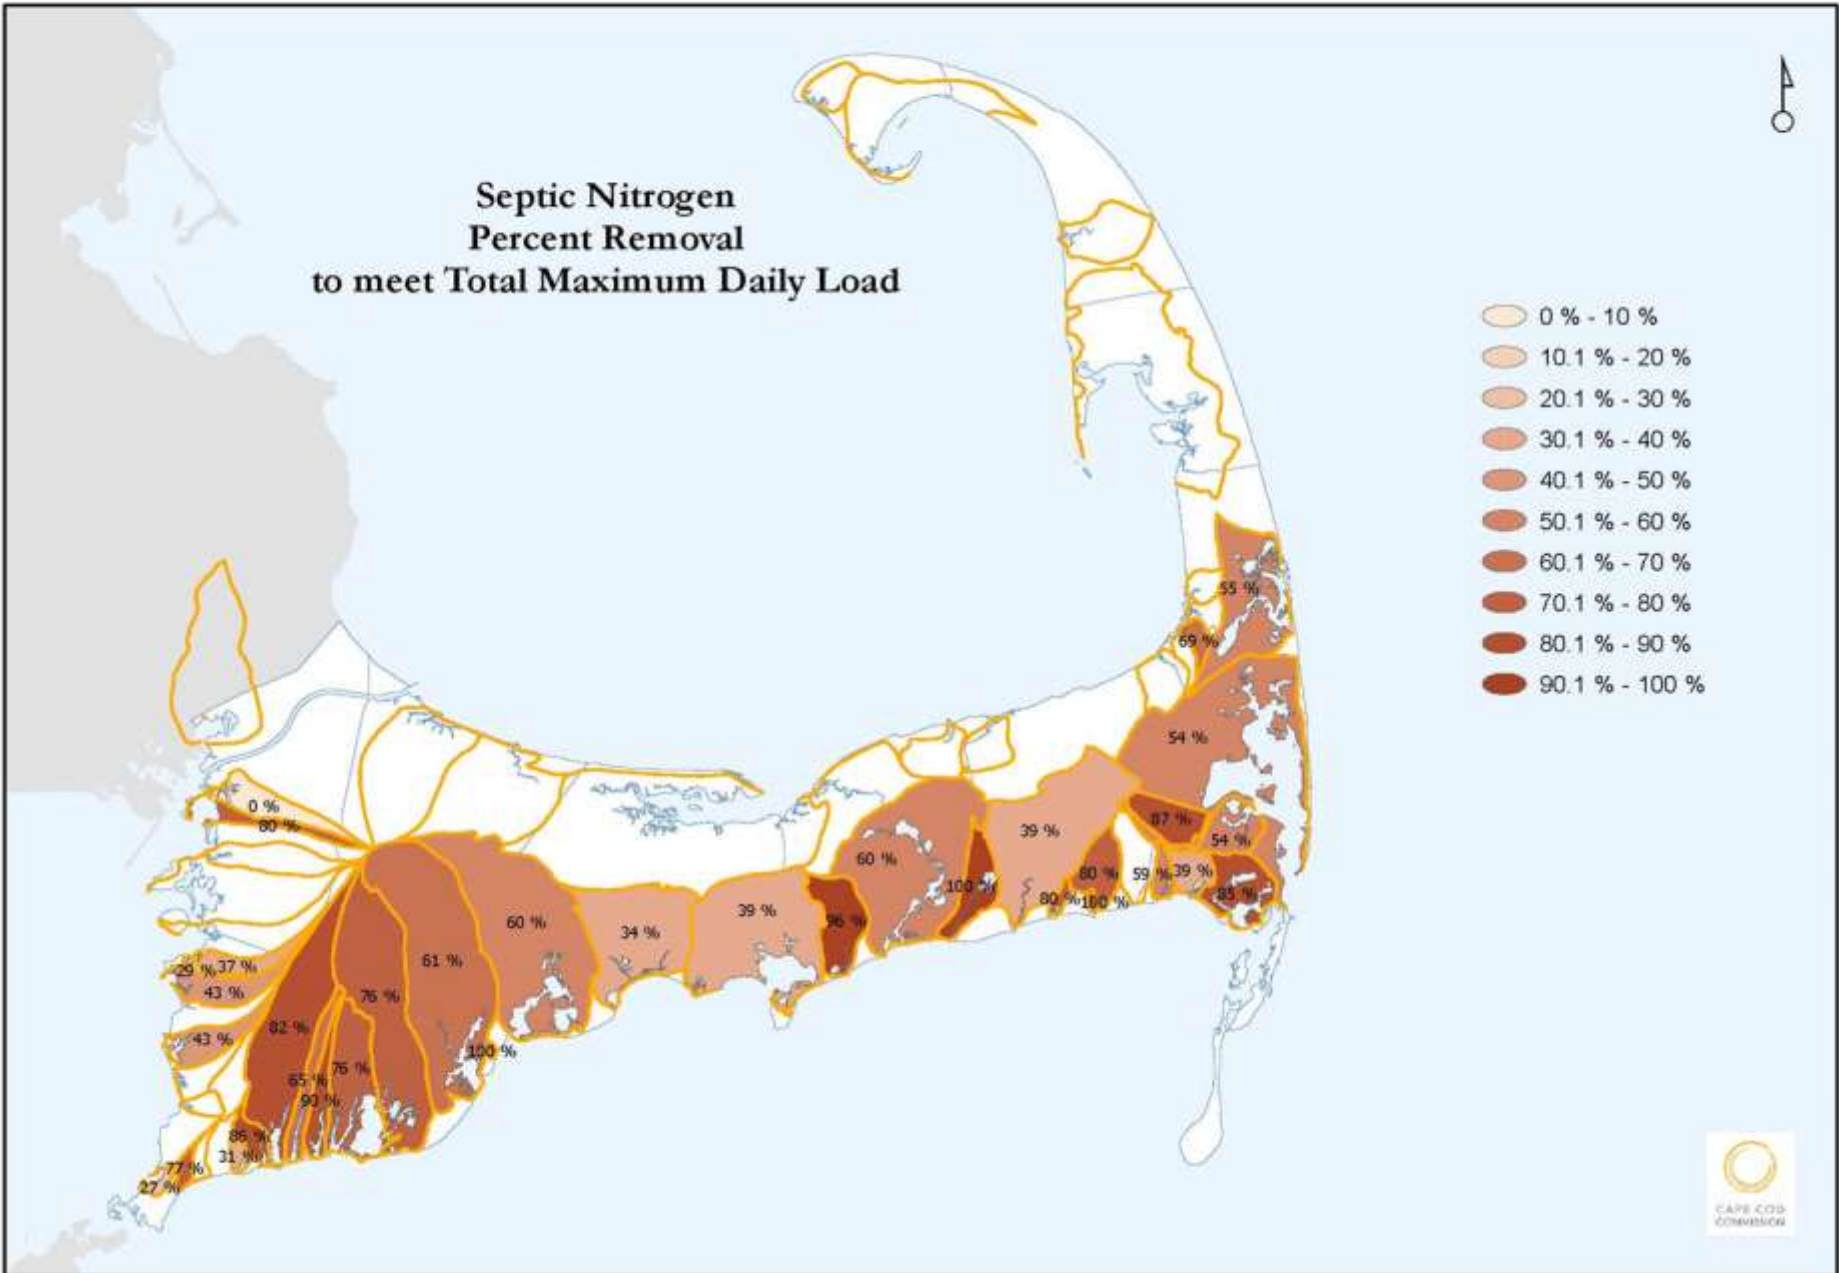 Septic Nitrogen
Percent Removal
to meet Total Maximum Daily Load
0 % - 10 %
10.1 % - 20 %
20.1 % - 30 %
30.1 % - 40 %
40.1 % - 50 %
50.1 % - 60 %
60.1 % - 70 %
70.1 % - 80 %
80.1 % - 90 %
90.1 % - 100 %
55 %
69 %
54 %
0 %
80 %
87 %
39 %
54 %
60 %
80 %
59 %
39 %
100 %
85 %
80 %
100 %
39 %
96 %
60 %
34 %
61 %
37 %
29 %
43 %
76 %
82 %
43 %
100 %
76 %
65 %
90 %
86 %
31 %
77 %
27 %
CAPE COD
COMMISSION